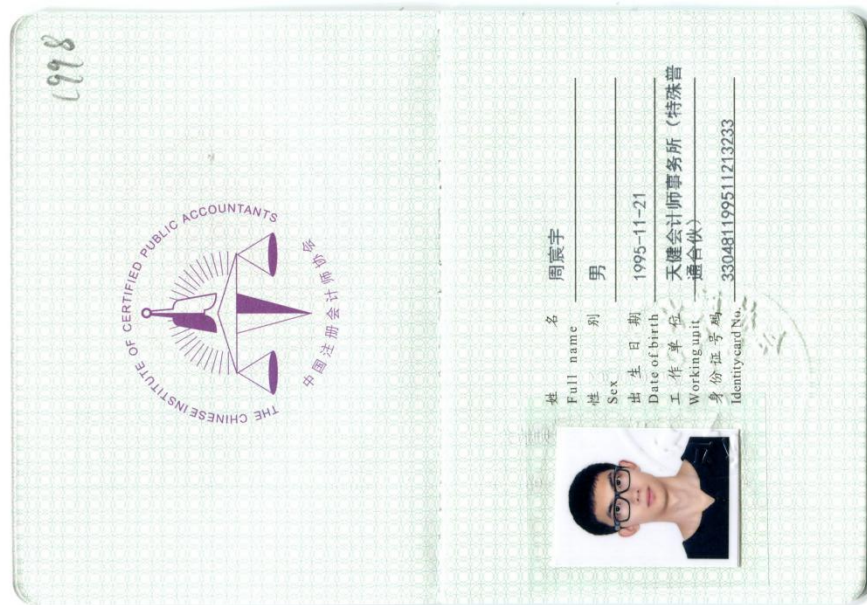 1998
THE CHINESE INSTITUTE OF CERTIFIED PUBLIC ACCOUNTANTS
中国注册会计师协会
姓 名 周宸宇
Full name
性 别 男
Sex
出 生 日 期 1995-11-21
Date of birth
工 作 单 位 天健会计师事务所（特殊普
Working unit 通合伙）
身 份 证 号 码 330481199511213233
Identity card No.